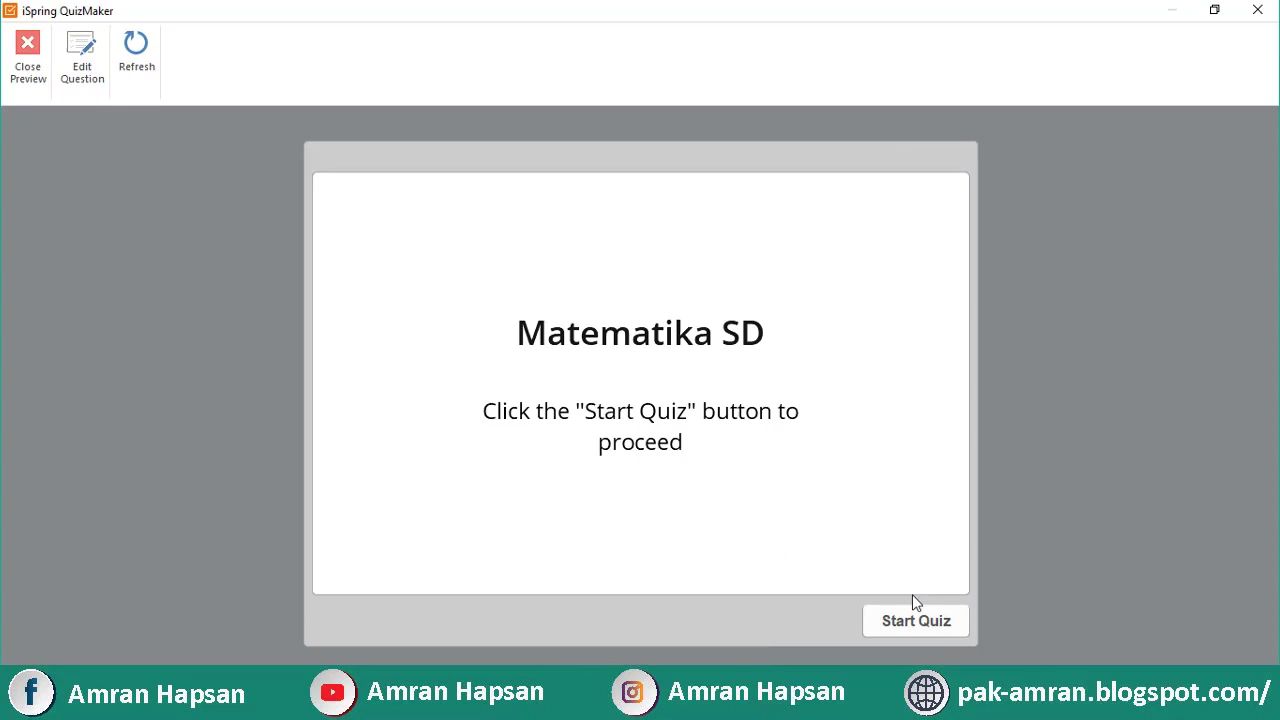 iSpring QuizMaker
Close
Preview
Edit
Question
Refresh
Matematika SD
Click the "Start Quiz" button to
proceed
Start Quiz
Amran Hapsan
Amran Hapsan
Amran Hapsan
pak-amran.blogspot.com/